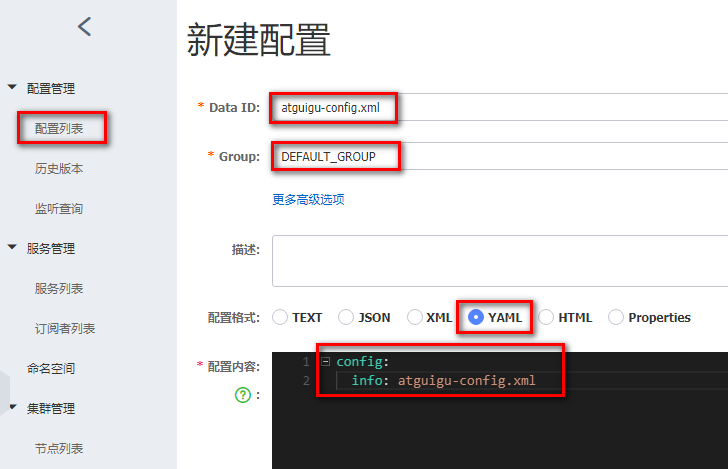 新建配置
配置管理
配置列表
历史版本
监听查询
服务管理
服务列表
订阅者列表
命名空间
集群管理
节点列表
* Data ID: atguigu-config.xml
* Group: DEFAULT_GROUP
更多高级选项
描述:
配置格式: TEXT JSON XML YAML HTML Properties
* 配置内容:
? :
1 config:
2 info: atguigu-config.xml